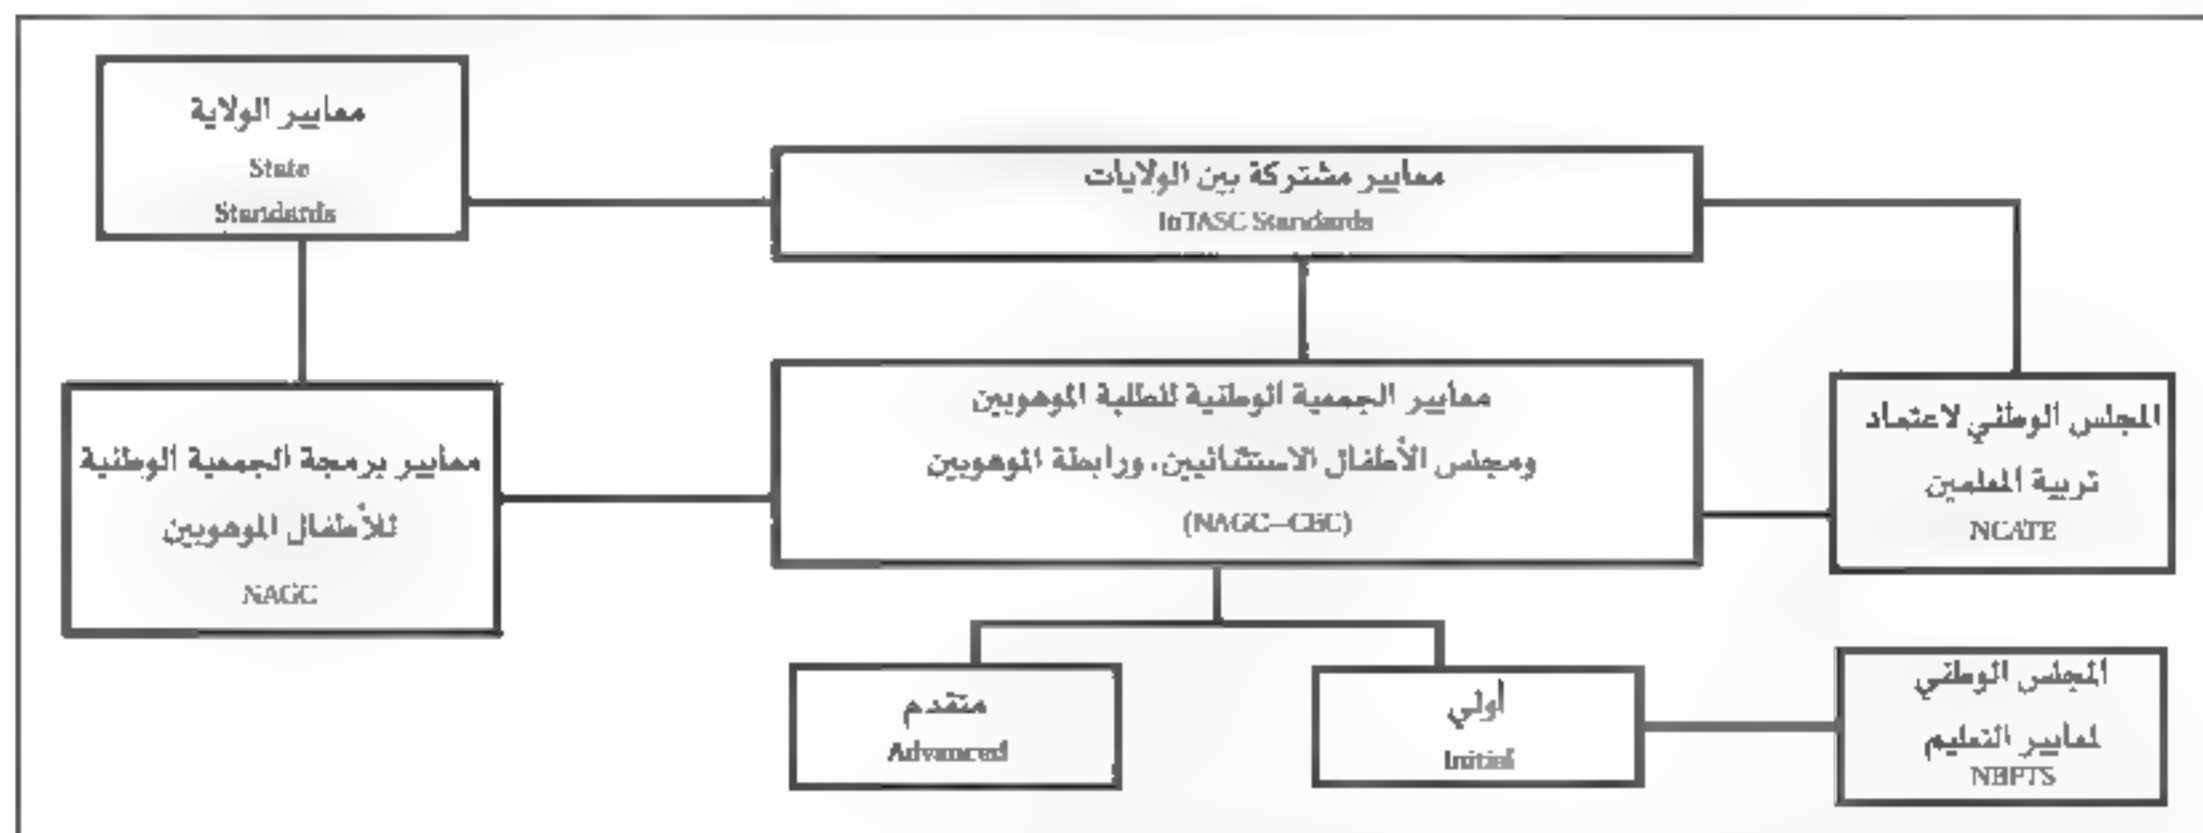 معايير الولاية
State
Standards
معايير مشتركة بين الولايات
InTASC Standards
معايير برمجة الجمعية الوطنية
للأطفال الموهوبين
NAGC
معايير الجمعية الوطنية للطلبة الموهوبين
ومجلس الأطفال الاستثنائيين، ورابطة الموهوبين
(NAGC–CEC)
المجلس الوطني لاعتماد
تربية المعلمين
NCATE
متقدم
Advanced
أولي
Initial
المجلس الوطني
لمعايير التعليم
NBPTS